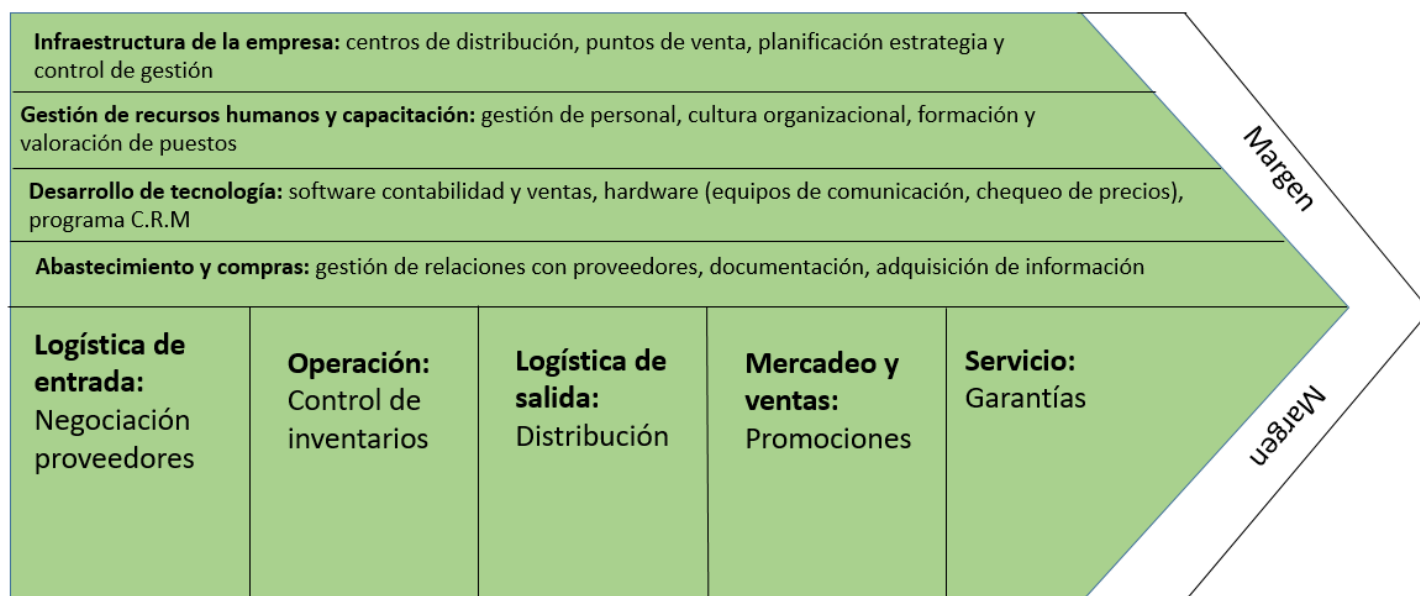 Infraestructura de la empresa: centros de distribución, puntos de venta, planificación estrategia y
control de gestión
Gestión de recursos humanos y capacitación: gestión de personal, cultura organizacional, formación y
valoración de puestos
Desarrollo de tecnología: software contabilidad y ventas, hardware (equipos de comunicación, chequeo de precios),
programa C.R.M
Abastecimiento y compras: gestión de relaciones con proveedores, documentación, adquisición de información
Logística de
entrada:
Negociación
proveedores
Operación:
Control de
inventarios
Logística de
salida:
Distribución
Mercadeo y
ventas:
Promociones
Servicio:
Garantías
Margen
Margen